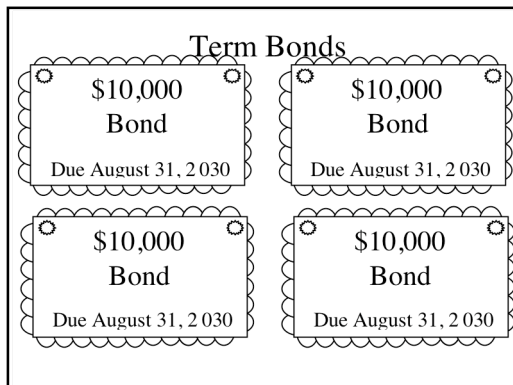 Term Bonds
$10,000
Bond
Due August 31, 2 030
$10,000
Bond
Due August 31, 2 030
$10,000
Bond
Due August 31, 2 030
$10,000
Bond
Due August 31, 2 030